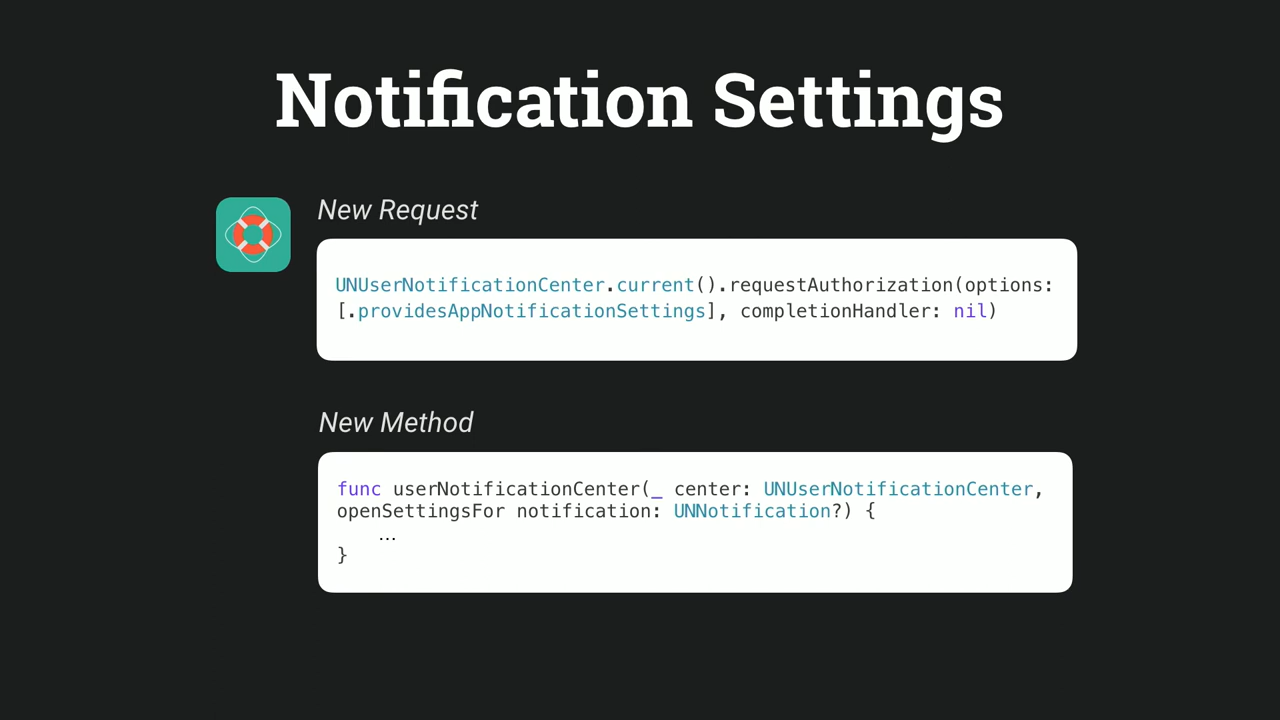 Notification Settings
New Request
UNUserNotificationCenter.current().requestAuthorization(options:
[.providesAppNotificationSettings], completionHandler: nil)
New Method
func userNotificationCenter(_ center: UNUserNotificationCenter,
openSettingsFor notification: UNNotification?) {
...
}